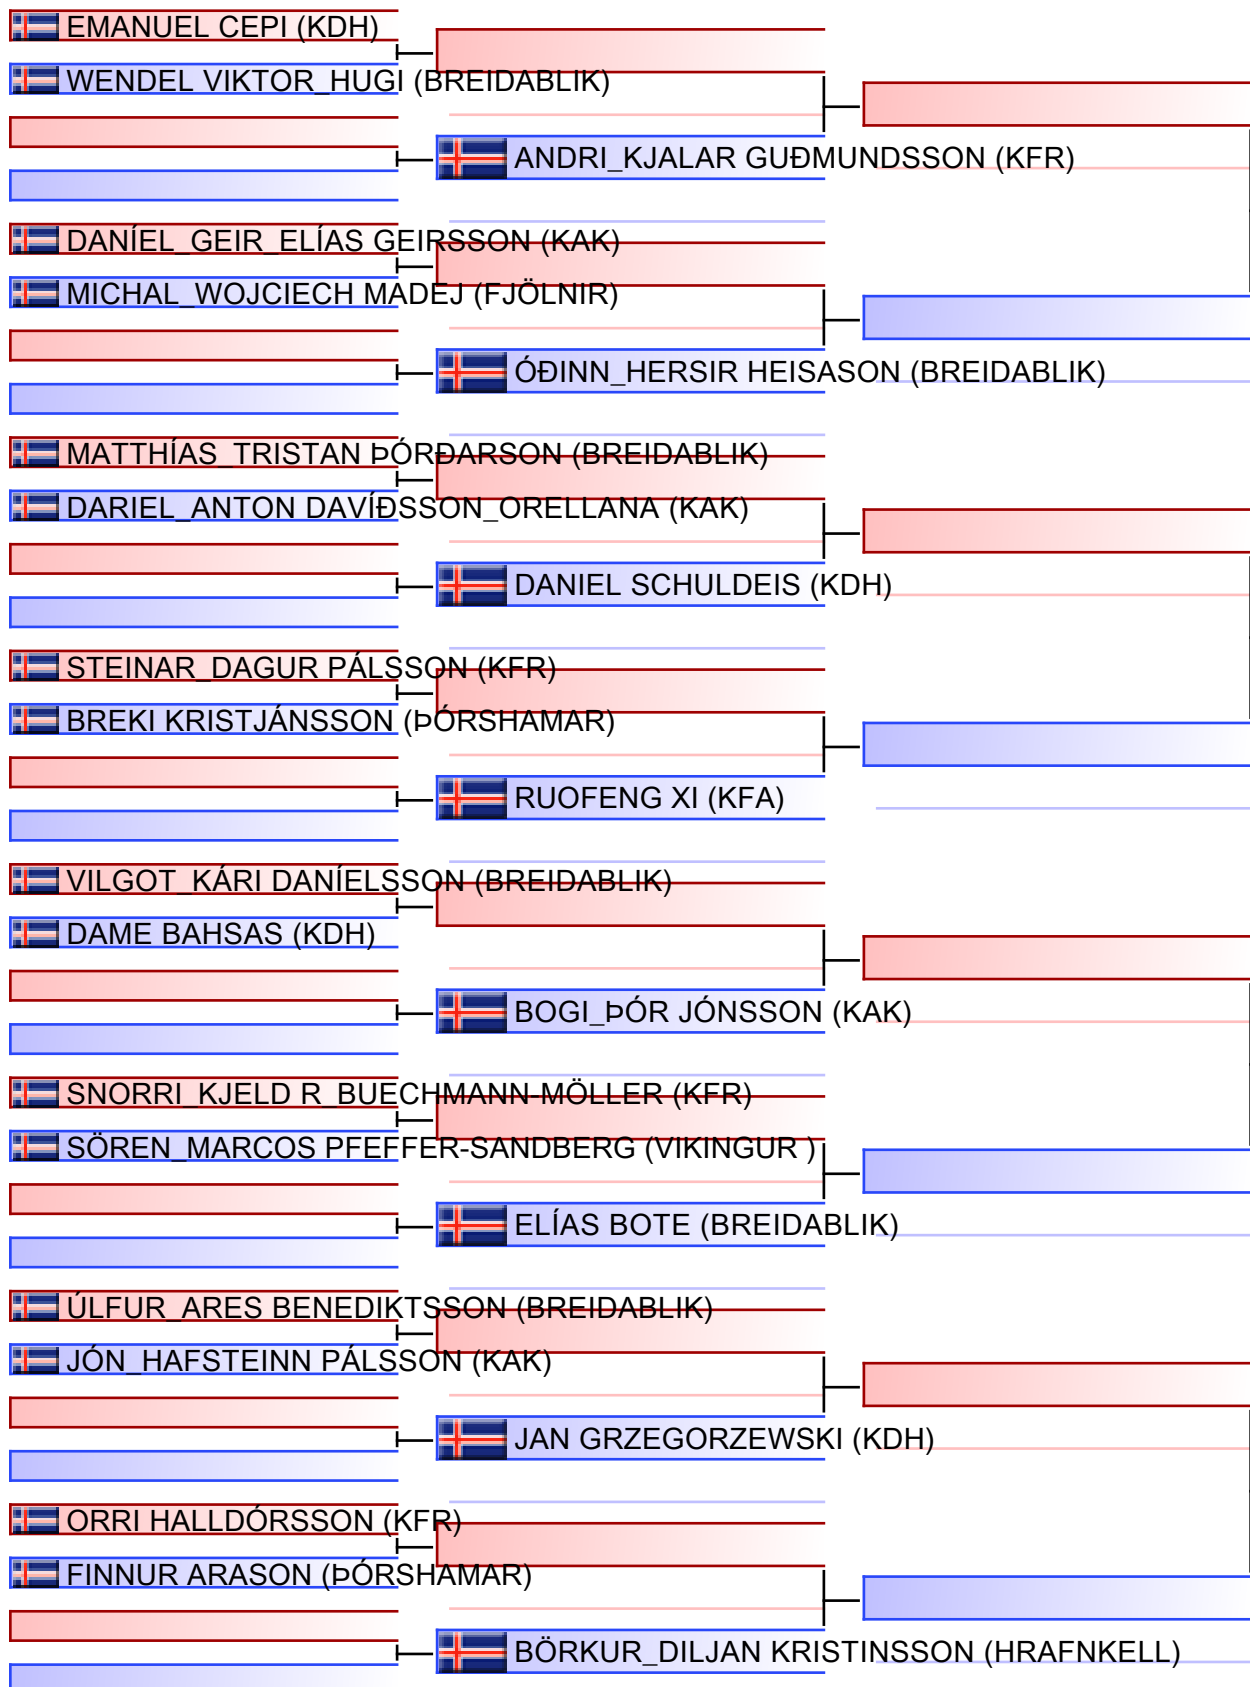 EMANUEL CEPI (KDH)
WENDEL VIKTOR_HUGI (BREIDABLIK)
ANDRI_KJALAR GUÐMUNDSSON (KFR)
DANÍEL_GEIR_ELÍAS GEIRSSON (KAK)
MICHAL_WOJCIECH MADEJ (FJÖLNIR)
ÓÐINN_HERSIR HEISASON (BREIDABLIK)
MATTHÍAS_TRISTAN ÞÓRÐARSON (BREIDABLIK)
DARIEL_ANTON DAVÍÐSSON_ORELLANA (KAK)
DANIEL SCHULDEIS (KDH)
STEINAR_DAGUR PÁLSSON (KFR)
BREKI KRISTJÁNSSON (ÞÓRSHAMAR)
RUOFENG XI (KFA)
VILGOT_KÁRI DANÍELSSON (BREIDABLIK)
DAME BAHSAS (KDH)
BOGI_ÞÓR JÓNSSON (KAK)
SNORRI_KJELD R_BUECHMANN-MÖLLER (KFR)
SÖREN_MARCOS PFEFFER-SANDBERG (VIKINGUR )
ELÍAS BOTE (BREIDABLIK)
ÚLFUR_ARES BENEDIKTSSON (BREIDABLIK)
JÓN_HAFSTEINN PÁLSSON (KAK)
JAN GRZEGORZEWSKI (KDH)
ORRI HALLDÓRSSON (KFR)
FINNUR ARASON (ÞÓRSHAMAR)
BÖRKUR_DILJAN KRISTINSSON (HRAFNKELL)